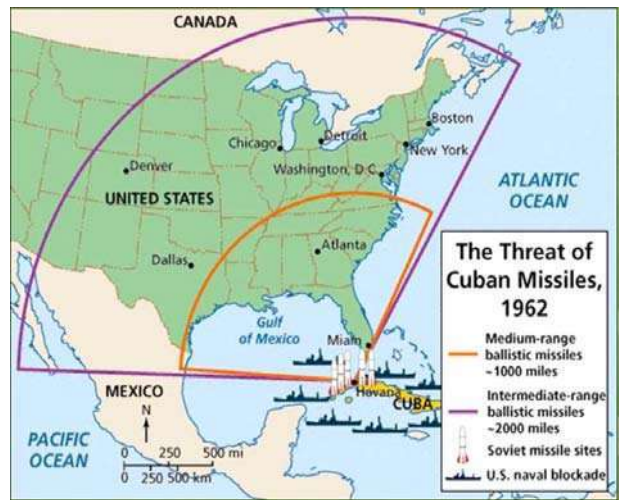 CANADA
Boston
Chicago
Detroit
New York
Denver
Washington, D.C.
UNITED STATES
ATLANTIC
OCEAN
Atlanta
Dallas
Gulf
of Mexico
Miami
Havana
CUBA
MEXICO
N
PACIFIC
OCEAN
0 250 500 mi
0 250 500 km
The Threat of
Cuban Missiles,
1962
Medium-range
ballistic missiles
~1000 miles
Intermediate-range
ballistic missiles
~2000 miles
Soviet missile sites
U.S. naval blockade